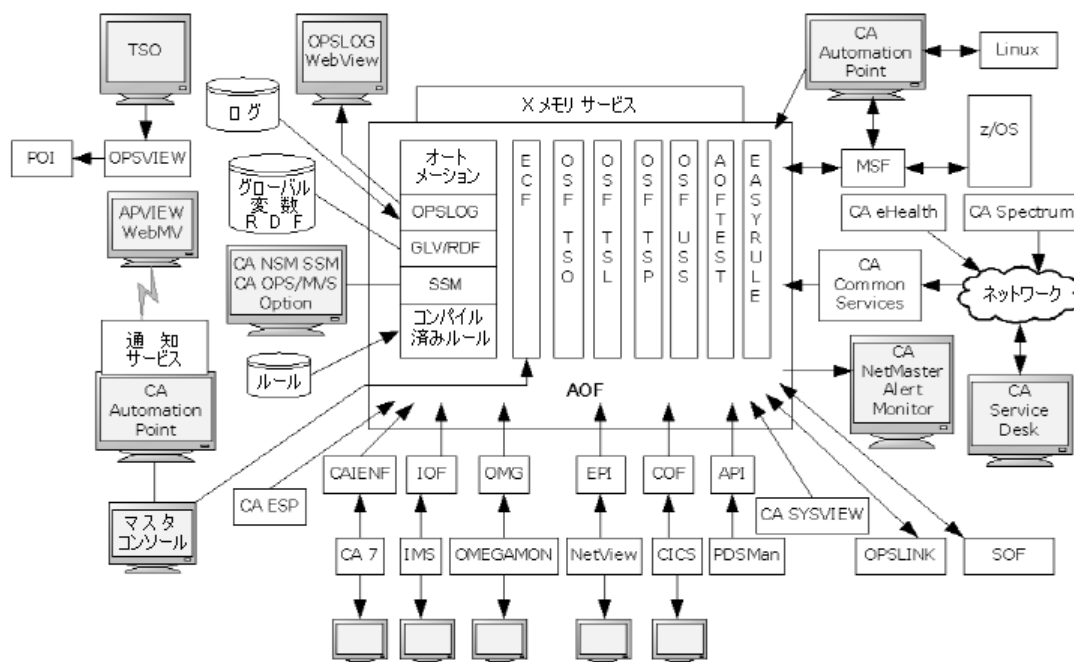 TSO
OPSLOG
WebView
CA
Automation
Point
Linux
ログ
X メモリ サービス
z/OS
POI
OPSVIEW
MSF
グローバル
変数
R D F
オート
メーション
OPSLOG
GLV/RDF
SSM
コンパイル
済みルール
ECF
OSF TSO
OSF TSL
OSF TSP
OSF USS
AOFTEST
EASYRULE
APVIEW
WebMV
CA NSM SSM
CA OPS/MVS
Option
CA eHealth
CA Spectrum
CA
Common
Services
ネットワーク
通 知
サービス
ルール
AOF
CA
Automation
Point
CA
NetMaster
Alert
Monitor
CA
Service
Desk
マスタ
コンソール
CA ESP
CAIENF
IOF
OMG
EPI
COF
API
CA SYSVIEW
CA 7
IMS
OMEGAMON
NetView
CICS
PDSMan
OPSLINK
SOF